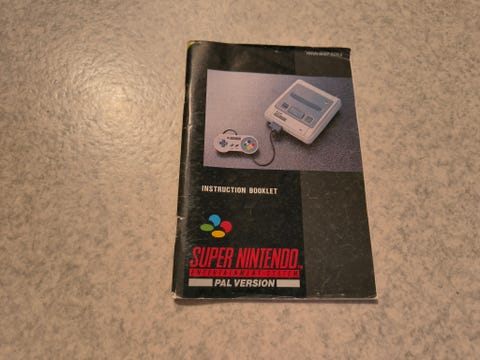 INSTRUCTION BOOKLET
SUPER NINTENDO
ENTERTAINMENT SYSTEM
PAL VERSION